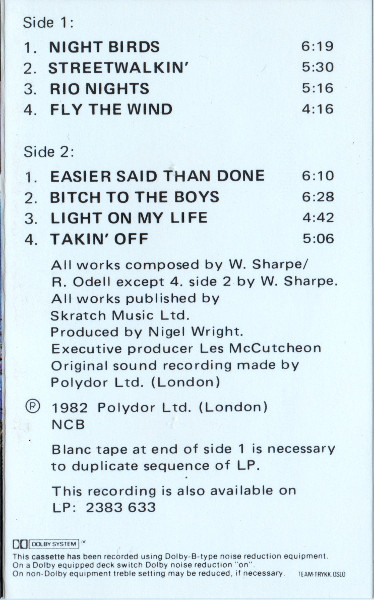 Side 1:
1. NIGHT BIRDS 6:19
2. STREETWALKIN' 5:30
3. RIO NIGHTS 5:16
4. FLY THE WIND 4:16
Side 2:
1. EASIER SAID THAN DONE 6:10
2. BITCH TO THE BOYS 6:28
3. LIGHT ON MY LIFE 4:42
4. TAKIN' OFF 5:06
All works composed by W. Sharpe/
R. Odell except 4. side 2 by W. Sharpe.
All works published by
Skratch Music Ltd.
Produced by Nigel Wright.
Executive producer Les McCutcheon
Original sound recording made by
Polydor Ltd. (London)
℗ 1982 Polydor Ltd. (London)
NCB
Blanc tape at end of side 1 is necessary
to duplicate sequence of LP.
This recording is also available on
LP: 2383 633
DOLBY SYSTEM
This cassette has been recorded using Dolby-B-type noise reduction equipment.
On a Dolby equipped deck switch Dolby noise reduction "on".
On non-Dolby equipment treble setting may be reduced, if necessary. TEAM-TRYKK, OSLO